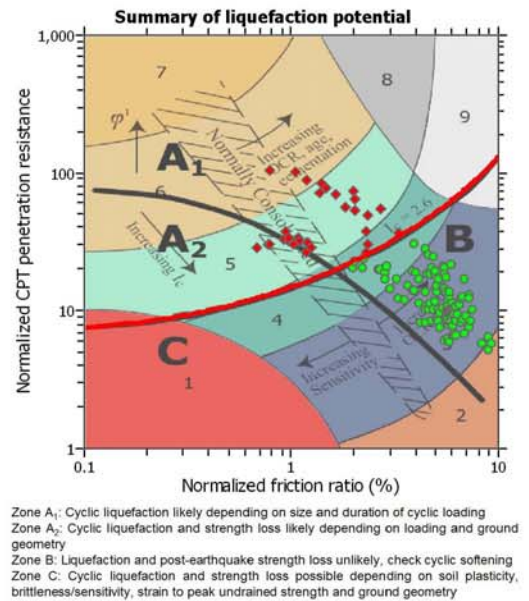 Summary of liquefaction potential
1,000
7
8
9
φ'
A1
Increasing
OCR, age,
cementation
Normally Consolidated
100
6
A2
Increasing Ic
Ic = 2.6
B
5
Normalized CPT penetration resistance
10
4
C
1
Increasing
Sensitivity
2
1
0.1
1
10
Normalized friction ratio (%)
Zone A1: Cyclic liquefaction likely depending on size and duration of cyclic loading
Zone A2: Cyclic liquefaction and strength loss likely depending on loading and ground
geometry
Zone B: Liquefaction and post-earthquake strength loss unlikely, check cyclic softening
Zone C: Cyclic liquefaction and strength loss possible depending on soil plasticity,
brittleness/sensitivity, strain to peak undrained strength and ground geometry